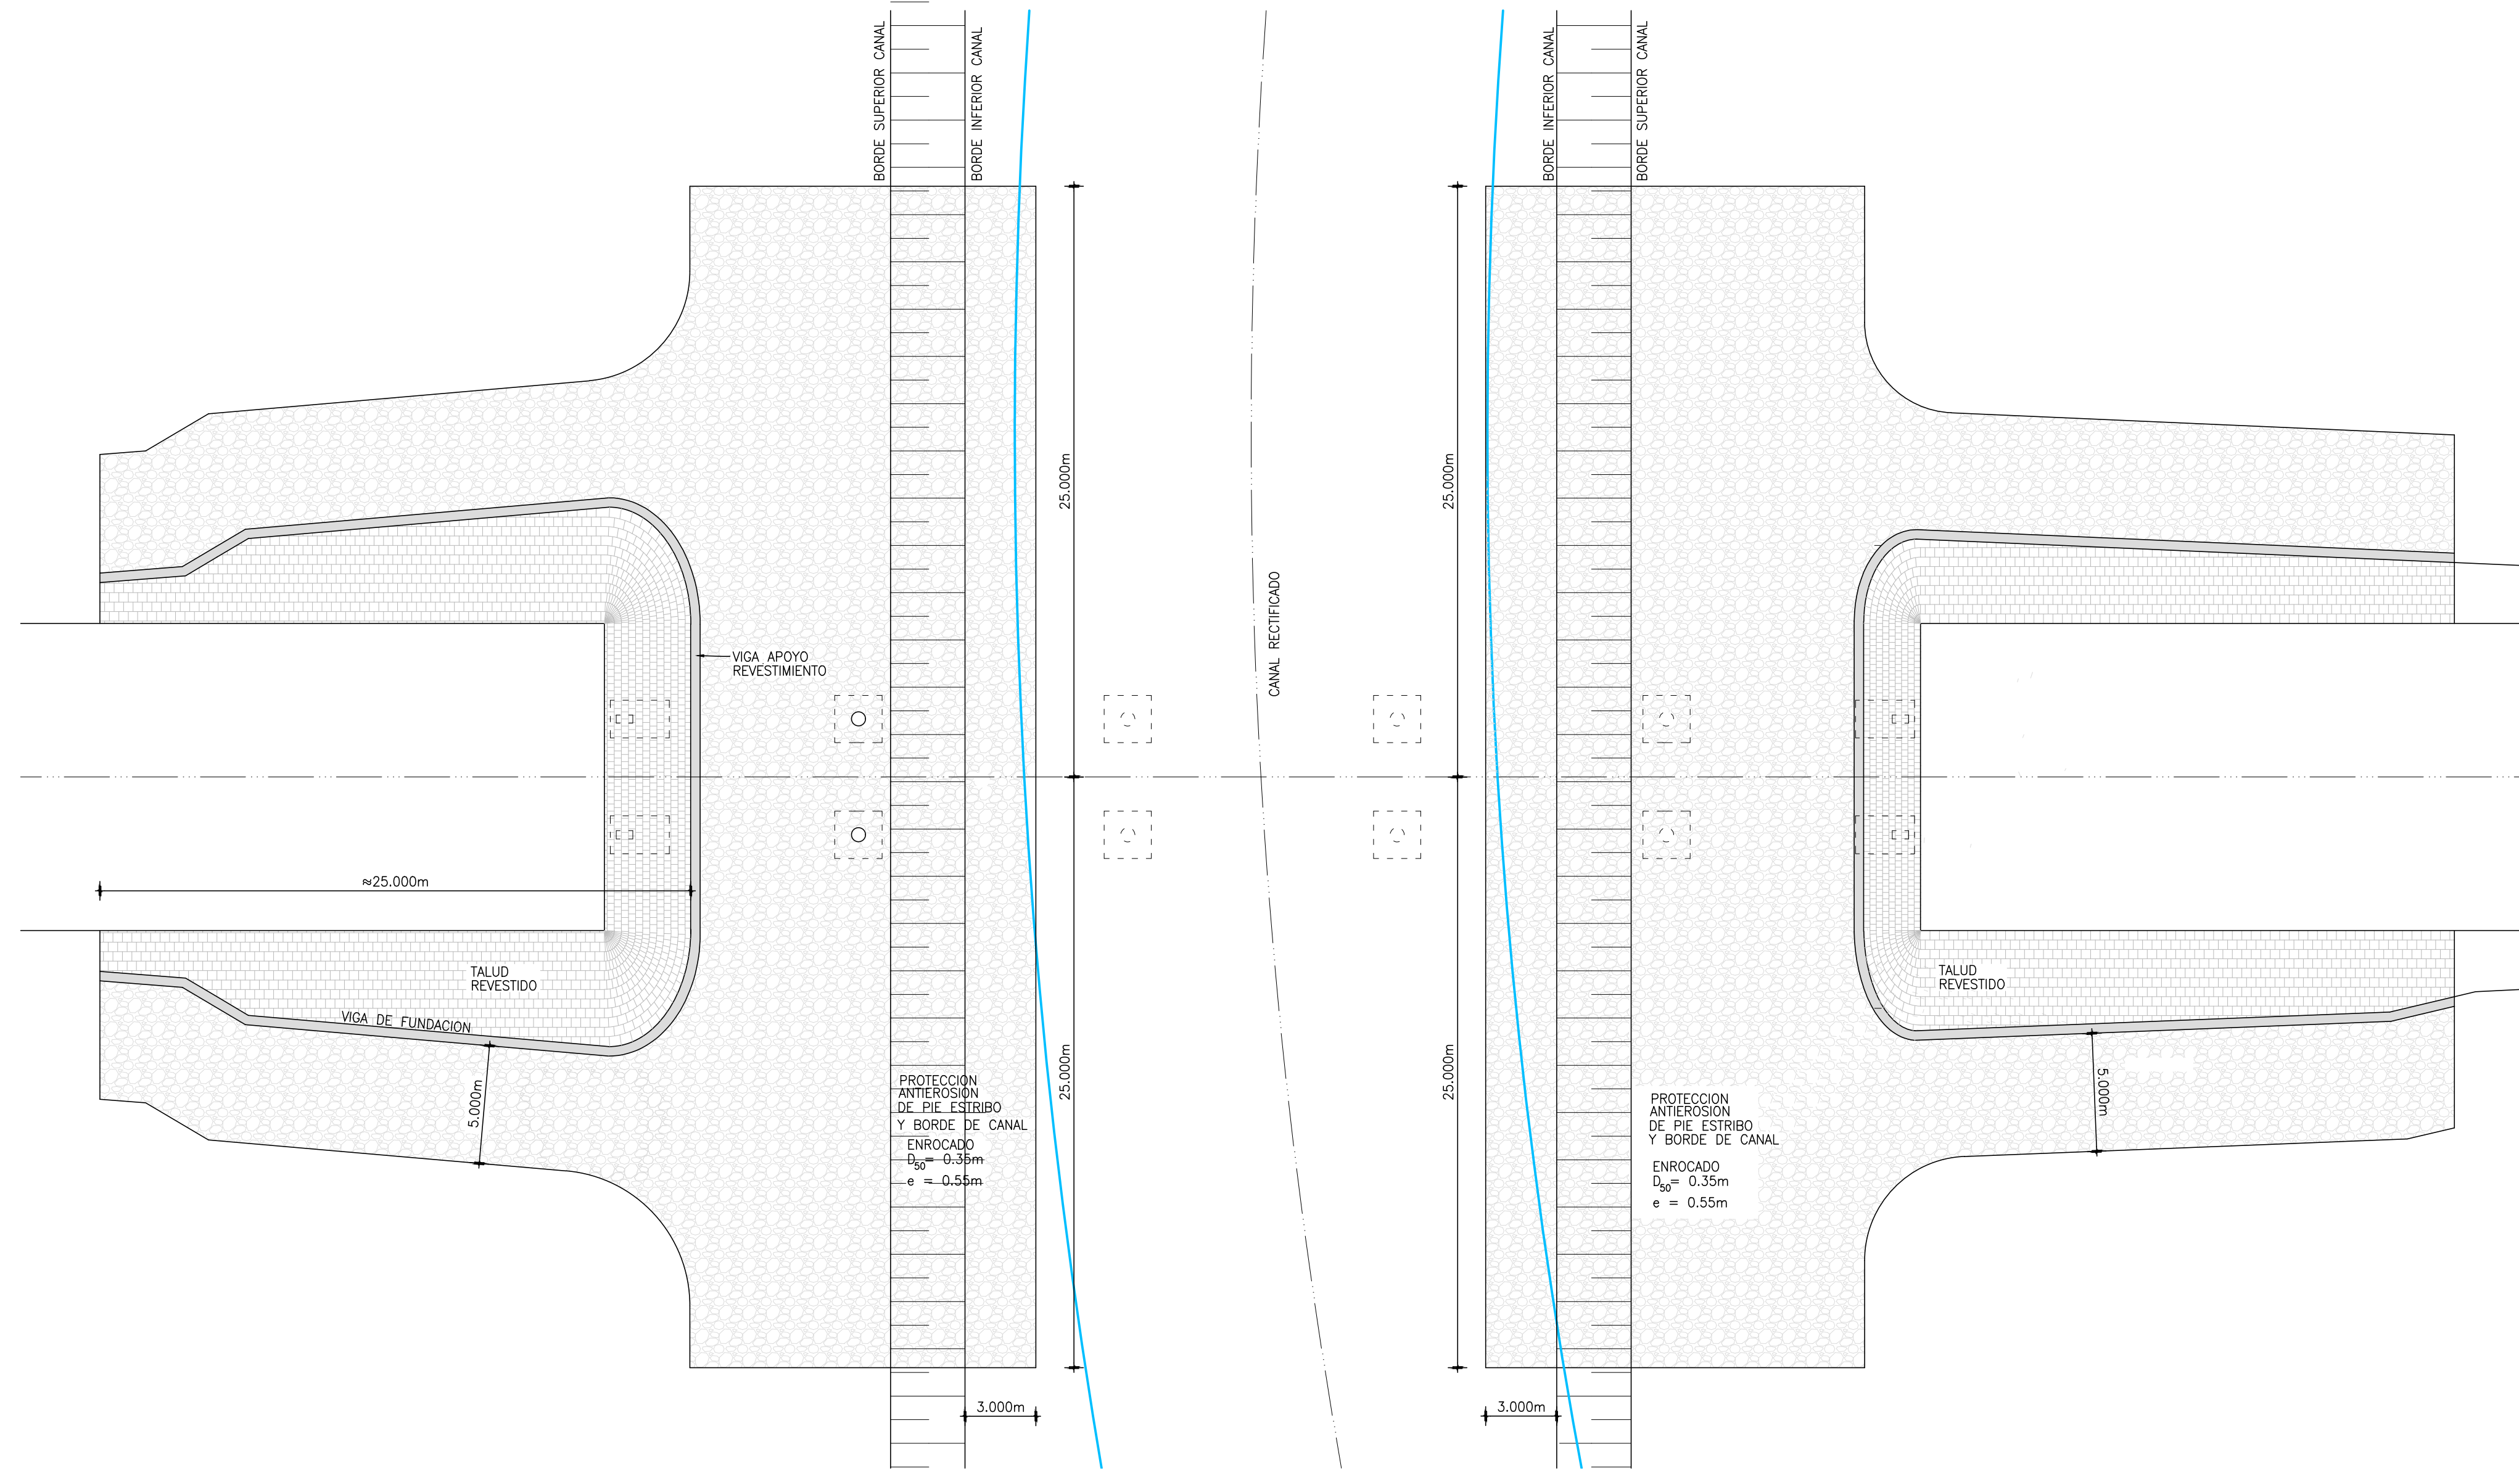 BORDE SUPERIOR CANAL
BORDE INFERIOR CANAL
BORDE INFERIOR CANAL
BORDE SUPERIOR CANAL
25.000m
25.000m
CANAL RECTIFICADO
VIGA APOYO
REVESTIMIENTO
≈25.000m
TALUD
REVESTIDO
TALUD
REVESTIDO
VIGA DE FUNDACION
5.000m
25.000m
25.000m
5.000m
PROTECCION
ANTIEROSION
DE PIE ESTRIBO
Y BORDE DE CANAL
ENROCADO
D50= 0.35m
e = 0.55m
PROTECCION
ANTIEROSION
DE PIE ESTRIBO
Y BORDE DE CANAL
ENROCADO
D50= 0.35m
e = 0.55m
3.000m
3.000m